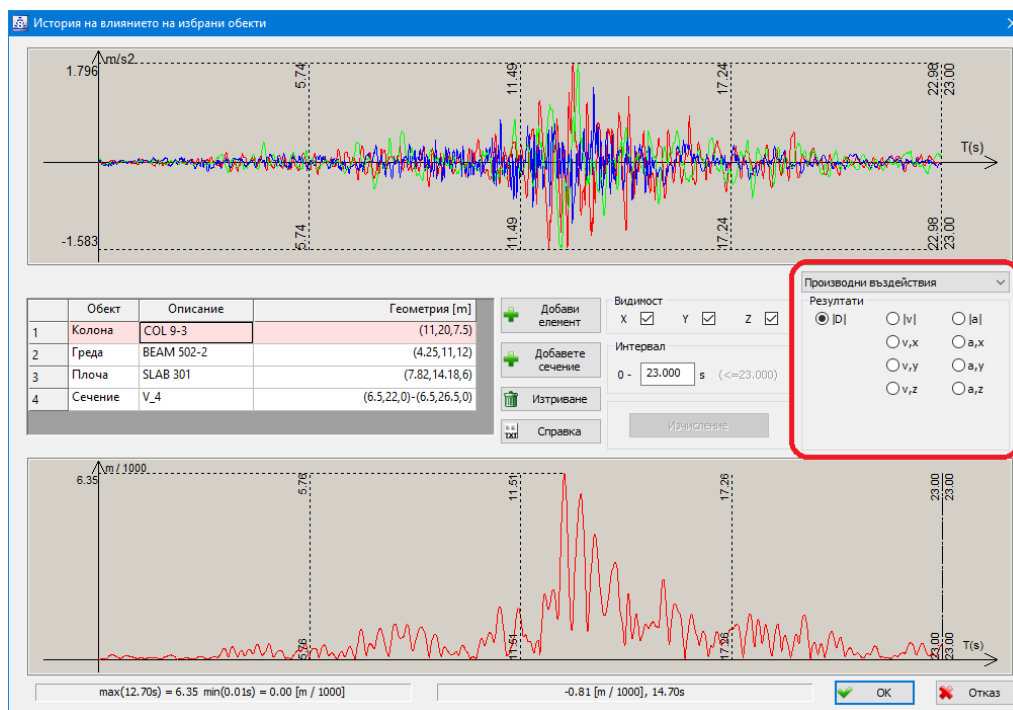 История на влиянието на избрани обекти
m/s2
1.796
5.74
11.49
17.24
22.98
23.00
T(s)
-1.583
5.74
11.49
17.24
22.98
23.00
Производни въздействия
Обект Описание Геометрия [m]
1 Колона COL 9-3 (11,20,7.5)
2 Греда BEAM 502-2 (4.25,11,12)
3 Плоча SLAB 301 (7.82,14.18,6)
4 Сечение V_4 (6.5,22,0)-(6.5,26.5,0)
Добави
елемент
Добавете
сечение
Изтриване
TXT
Справка
Видимост
X Y Z
Интервал
0 - 23.000 s (<=23.000)
Изчисление
Резултати
|D| |v| |a|
v,x a,x
v,y a,y
v,z a,z
m / 1000
6.35
5.76
11.51
17.26
23.00
23.00
T(s)
5.76
11.51
17.26
23.00
23.00
max(12.70s) = 6.35 min(0.01s) = 0.00 [m / 1000]
-0.81 [m / 1000], 14.70s
OK
Отказ